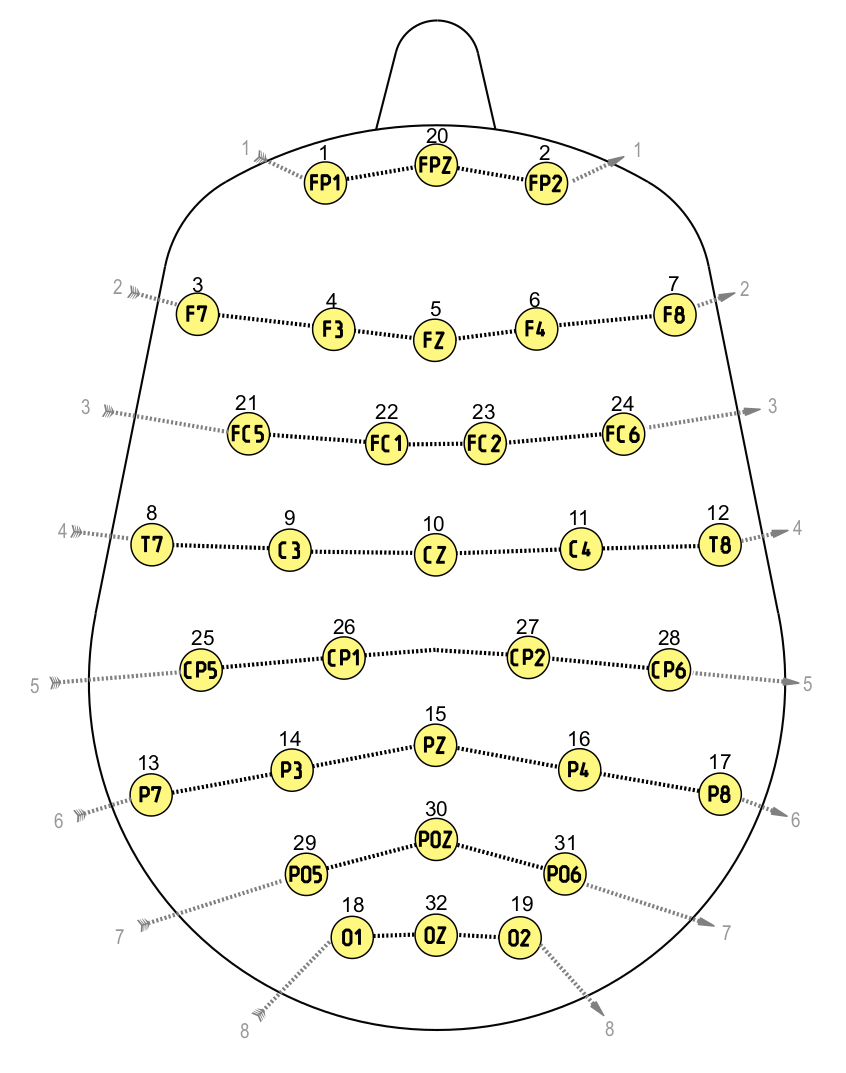 20
1 1 2 1
FP1 FPZ FP2
3 7
2 4 5 6 2
F7 F3 FZ F4 F8
21 22 23 24
3 3
FC5 FC1 FC2 FC6
8 9 10 11 12
4 4
T7 C3 CZ C4 T8
25 26 27 28
CP5 CP1 CP2 CP6
5 5
13 14 15 16 17
P7 P3 PZ P4 P8
6 6
29 30 31
PO5 POZ PO6
18 32 19
7 7
O1 OZ O2
8 8